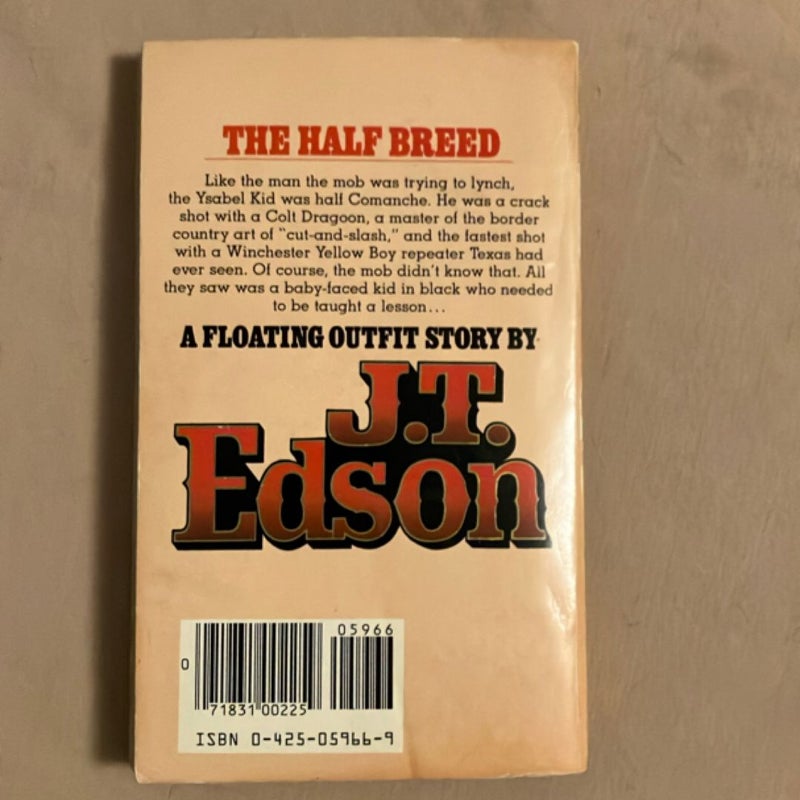 THE HALF BREED
Like the man the mob was trying to lynch,
the Ysabel Kid was half Comanche. He was a crack
shot with a Colt Dragoon, a master of the border
country art of "cut-and-slash," and the fastest shot
with a Winchester Yellow Boy repeater Texas had
ever seen. Of course, the mob didn't know that. All
they saw was a baby-faced kid in black who needed
to be taught a lesson...
A FLOATING OUTFIT STORY BY
J.T.
Edson
05966
0
71831 00225
ISBN 0-425-05966-9